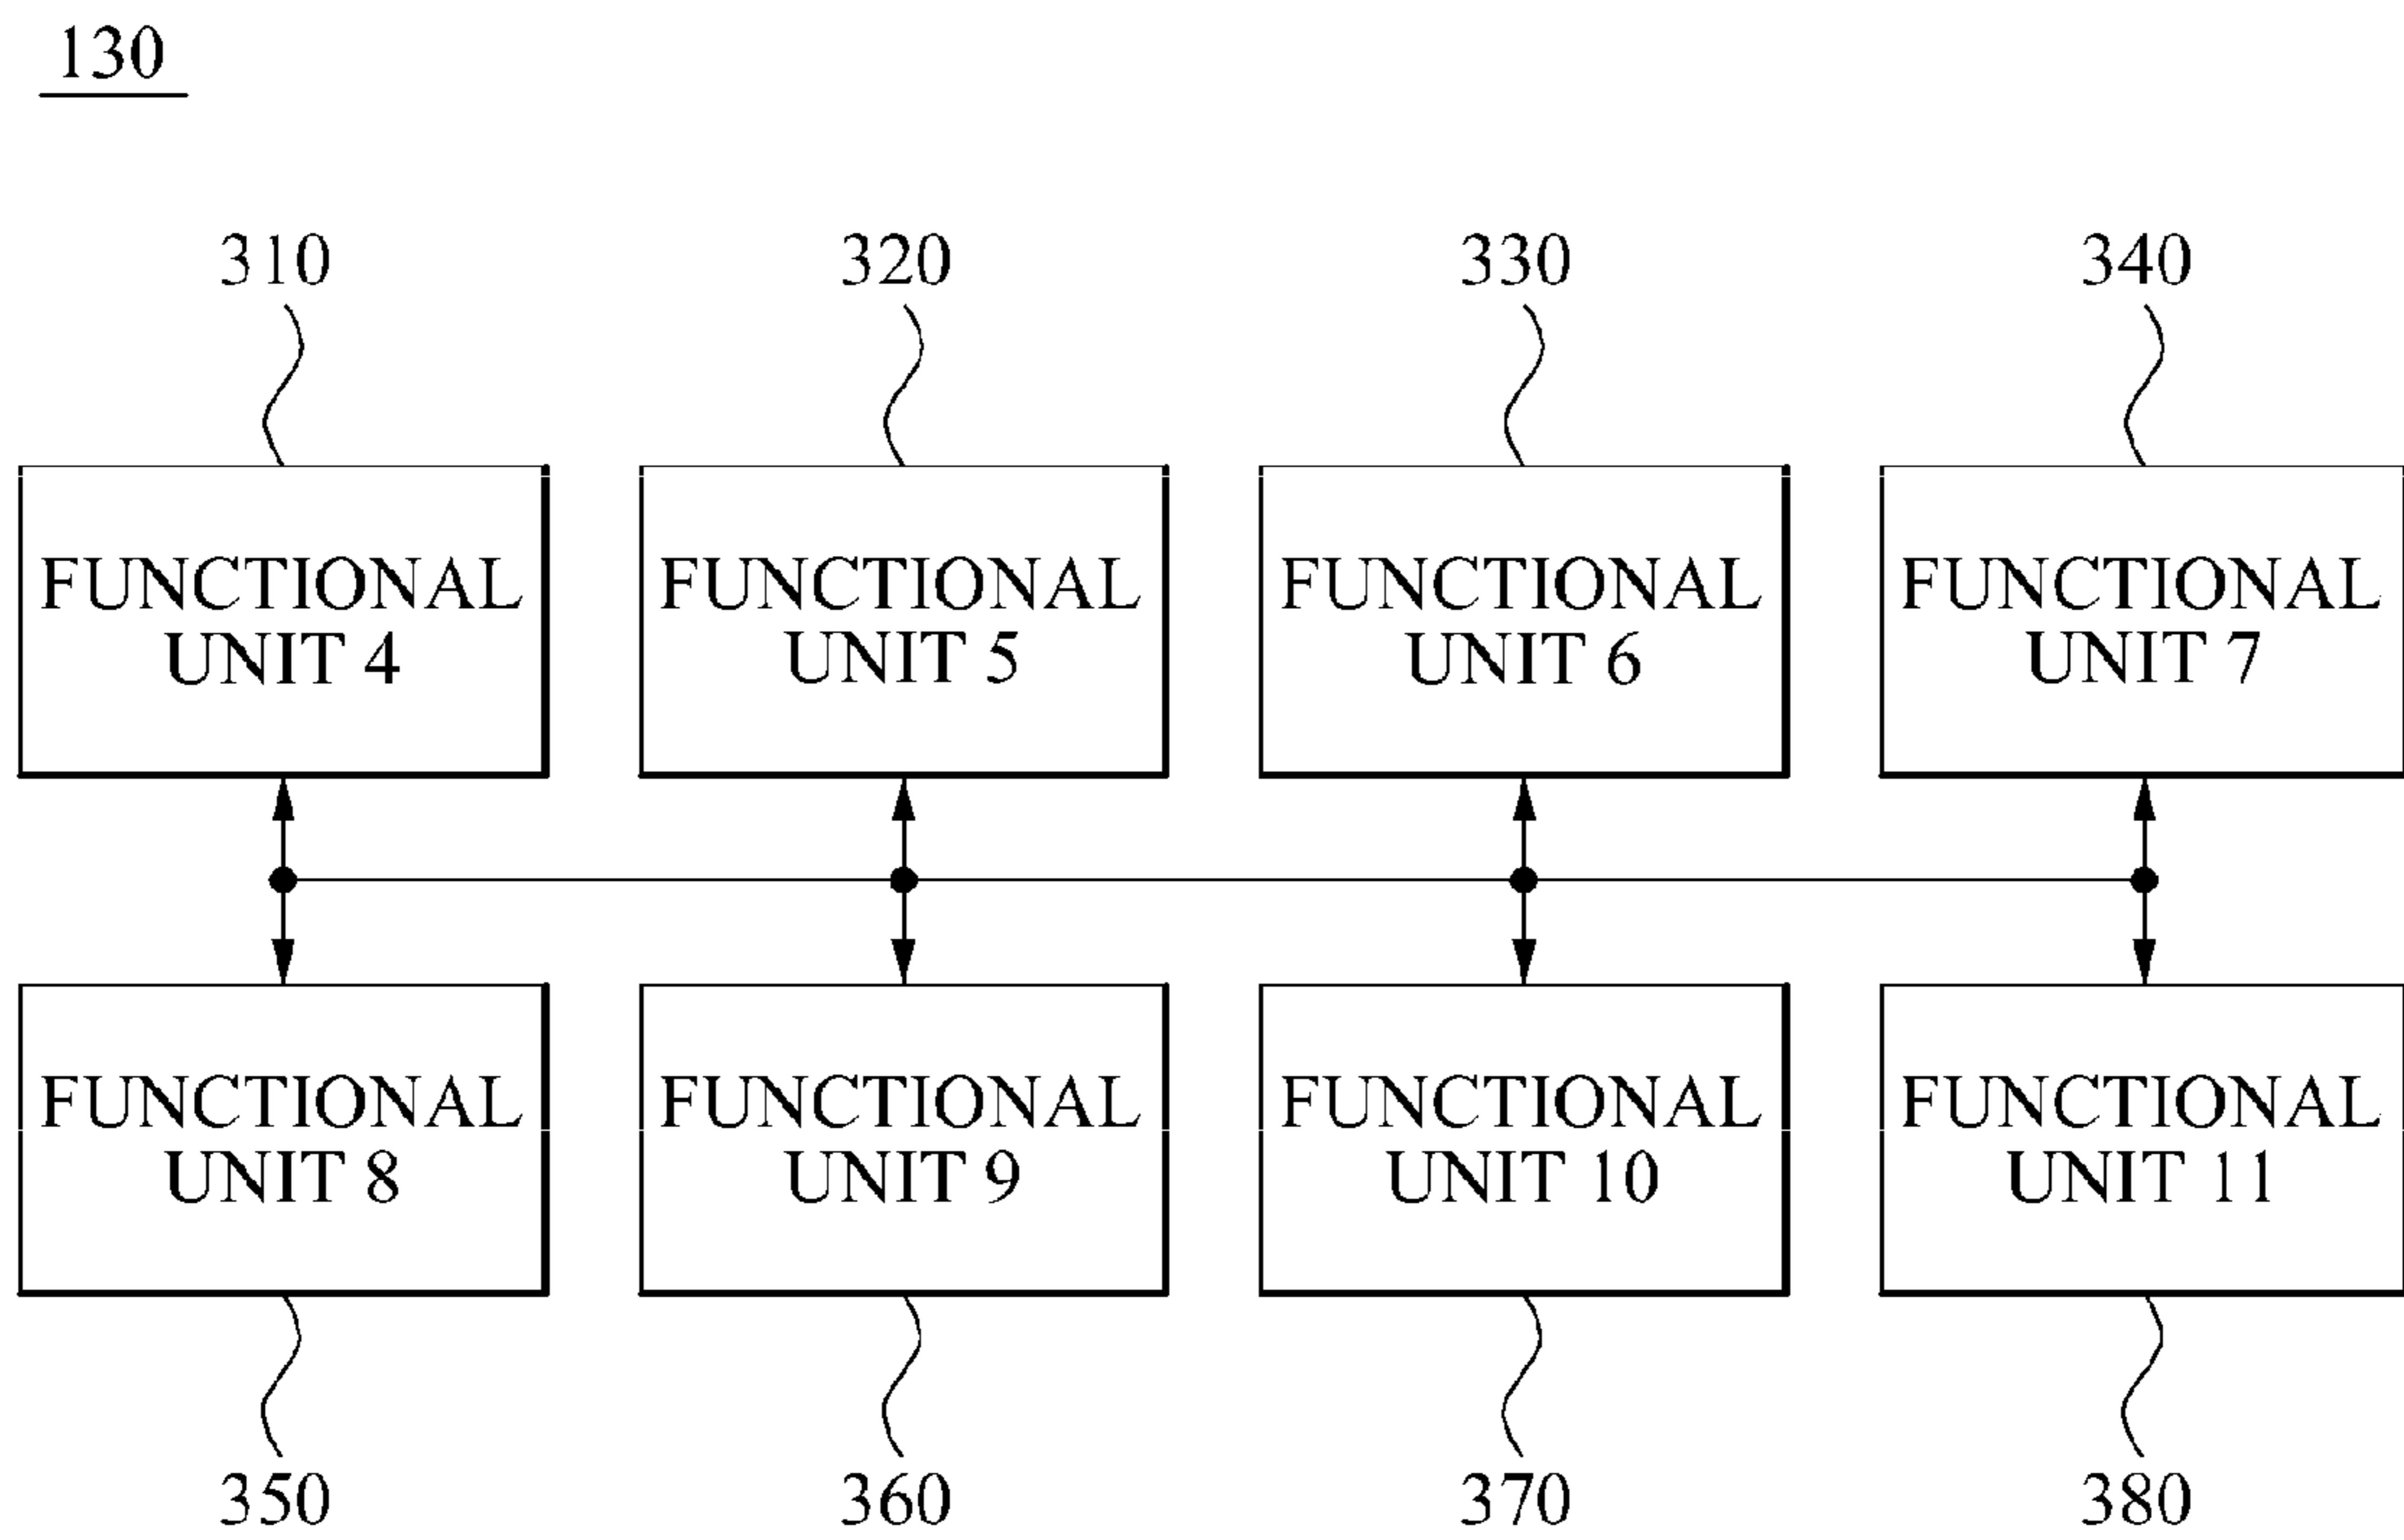 130
310 320 330 340
FUNCTIONAL FUNCTIONAL FUNCTIONAL FUNCTIONAL
UNIT 4 UNIT 5 UNIT 6 UNIT 7
FUNCTIONAL FUNCTIONAL FUNCTIONAL FUNCTIONAL
UNIT 8 UNIT 9 UNIT 10 UNIT 11
350 360 370 380